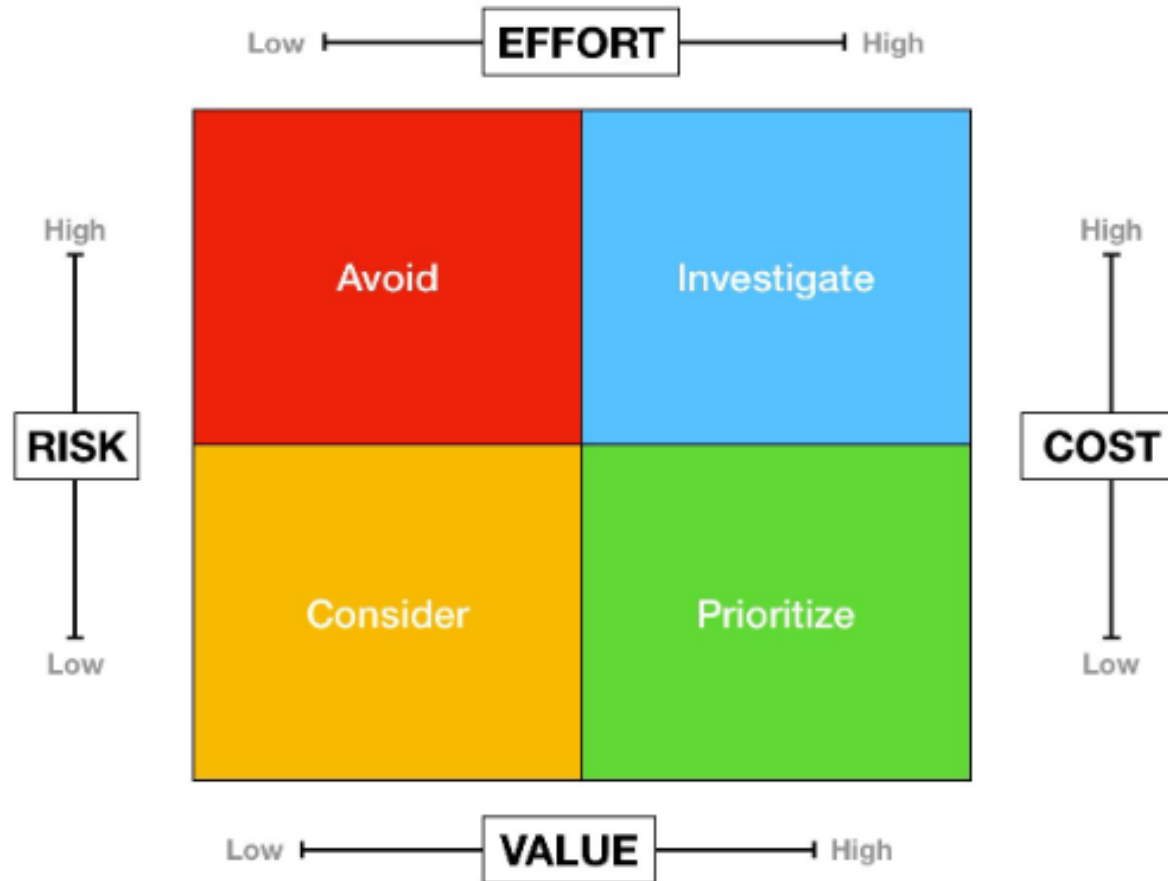 Low EFFORT High
High High
Avoid Investigate
RISK COST
Consider Prioritize
Low Low
Low VALUE High